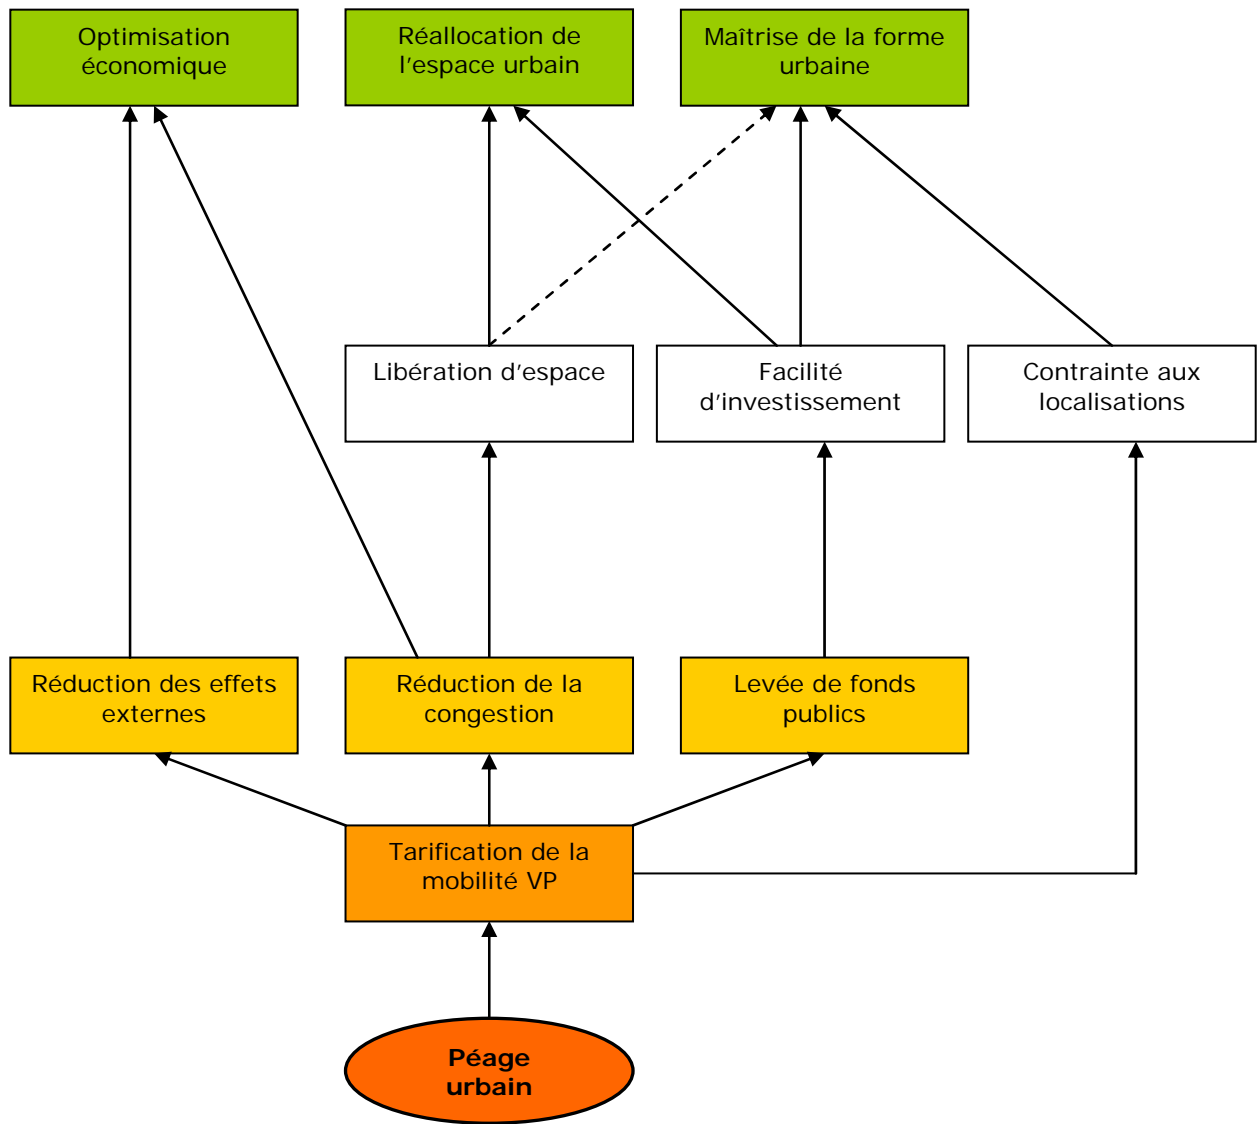 Optimisation
économique
Réallocation de
l'espace urbain
Maîtrise de la forme
urbaine
Libération d'espace
Facilité
d'investissement
Contrainte aux
localisations
Réduction des effets
externes
Réduction de la
congestion
Levée de fonds
publics
Tarification de la
mobilité VP
Péage
urbain